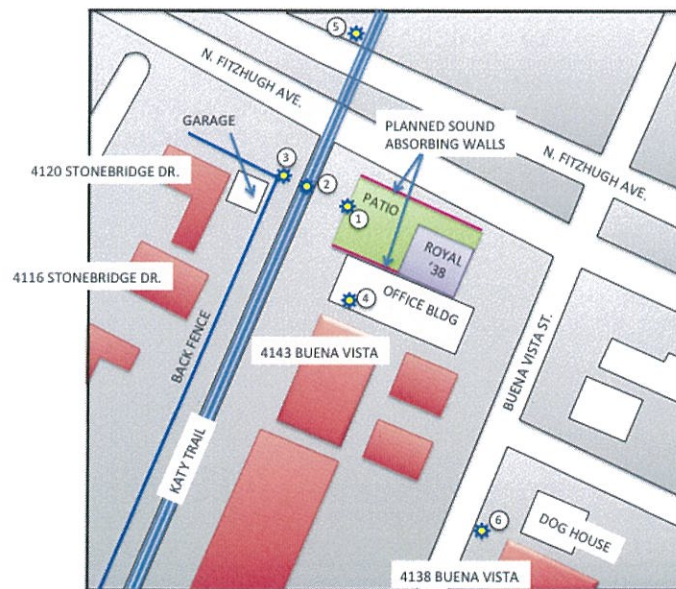 5
N. FITZHUGH AVE.
GARAGE
PLANNED SOUND
ABSORBING WALLS
N. FITZHUGH AVE.
4120 STONEBRIDGE DR.
3
2
1
PATIO
ROYAL
'38
4116 STONEBRIDGE DR.
OFFICE BLDG
4
BACK FENCE
4143 BUENA VISTA
BUENA VISTA ST.
KATY TRAIL
6
DOG HOUSE
4138 BUENA VISTA